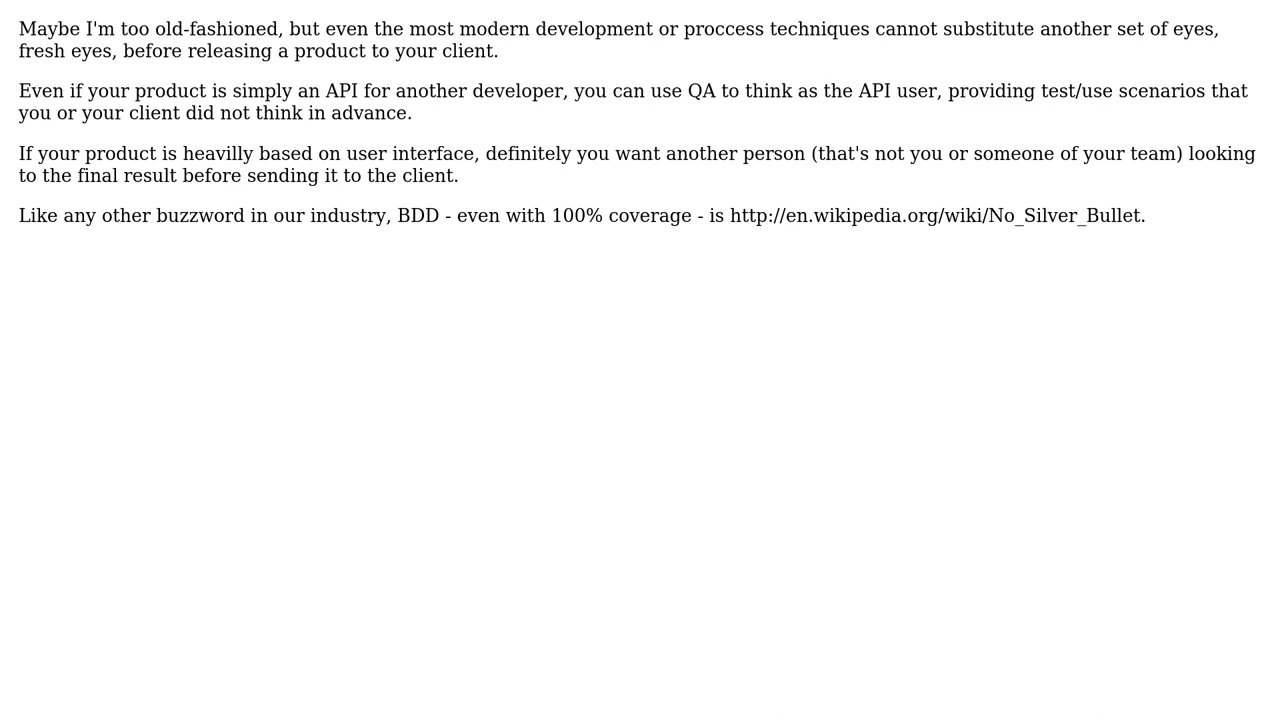 Maybe I'm too old-fashioned, but even the most modern development or proccess techniques cannot substitute another set of eyes,
fresh eyes, before releasing a product to your client.
Even if your product is simply an API for another developer, you can use QA to think as the API user, providing test/use scenarios that
you or your client did not think in advance.
If your product is heavilly based on user interface, definitely you want another person (that's not you or someone of your team) looking
to the final result before sending it to the client.
Like any other buzzword in our industry, BDD - even with 100% coverage - is http://en.wikipedia.org/wiki/No_Silver_Bullet.